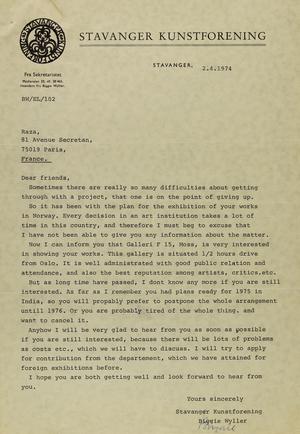 STAVANGER KUNSTFORENING
STAVANGER, 2.4.1974
Fra Sekretariatet
BW/EL/102
Raza,
81 Avenue Secretan,
75019 Paris,
France.
Dear friends,
Sometimes there are really so many difficulties about getting
through with a project, that one is on the point of giving up.
So it has been with the plan for the exhibition of your works
in Norway. Every decision in an art institution takes a lot of
time in this country, and therefore I must beg to excuse that
I have not been able to give you any information about the matter.
Now I can inform you that Galleri F 15, Moss, is very interested
in showing your works. This gallery is situated 1/2 hours drive
from Oslo. It is well administrated with good public relation and
attendance, and also the best reputation among artists, critics,etc.
But as long time have passed, I dont know any more if you are still
interested. As far as I remember you had plans ready for 1975 in
India, so you will propably prefer to postpone the whole arrangement
until 1976. Or you are probably tired of the whole thing, and
want to cancel it.
Anyhow I will be very glad to hear from you as soon as possible
if you are still interested, because there will be lots of problems
as costs etc., which we will have to discuss. I will try to apply
for contribution from the departement, which we have attained for
foreign exhibitions before.
I hope you are both getting well and look forward to hear from
you.
Yours sincerely
Stavanger Kunstforening
Biggie Wyller